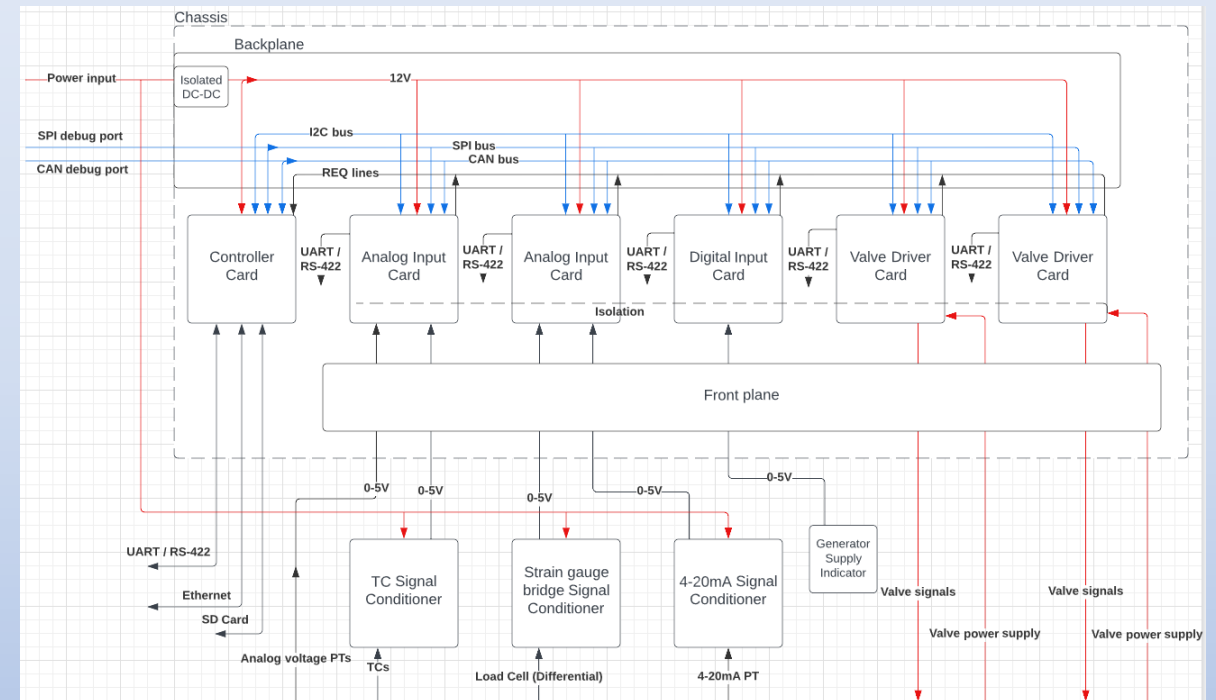 Chassis
Backplane
Power input
Isolated
DC-DC
12V
SPI debug port
I2C bus
SPI bus
CAN bus
CAN debug port
REQ lines
Controller
Card
UART /
RS-422
Analog Input
Card
UART /
RS-422
Analog Input
Card
UART /
RS-422
Digital Input
Card
UART /
RS-422
Valve Driver
Card
UART /
RS-422
Valve Driver
Card
Isolation
Front plane
0-5V
0-5V
0-5V
0-5V
0-5V
UART / RS-422
Ethernet
SD Card
TC Signal
Conditioner
Strain gauge
bridge Signal
Conditioner
4-20mA Signal
Conditioner
Generator
Supply
Indicator
Valve signals
Valve signals
Valve power supply
Valve power supply
Analog voltage PTs
TCs
Load Cell (Differential)
4-20mA PT